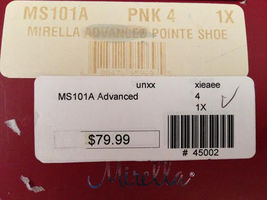 MS101A PNK 4 1X
MIRELLA ADVANCED POINTE SHOE
unxx xieaee
MS101A Advanced 4
1X
$79.99
# 45002
Mirella®